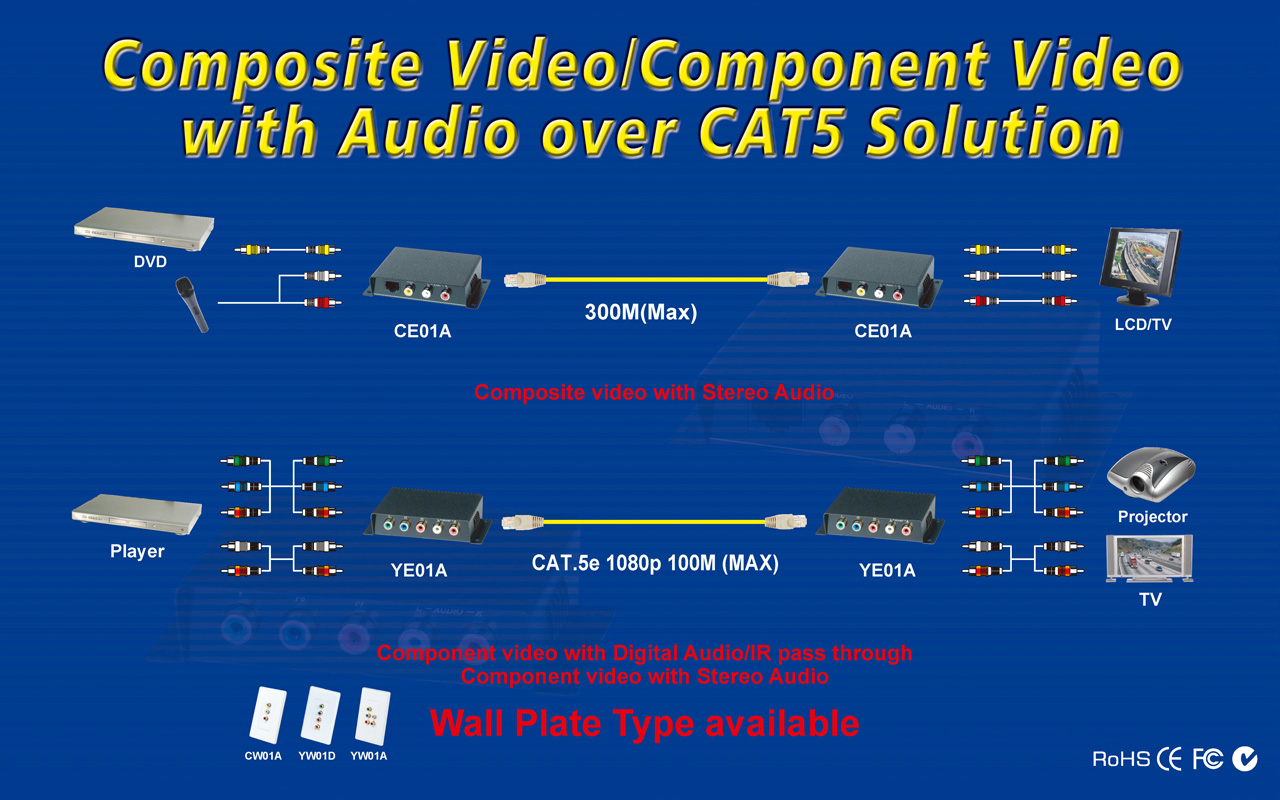 Composite Video/Component Video
with Audio over CAT5 Solution
DVD
CE01A
300M(Max)
CE01A
LCD/TV
Composite video with Stereo Audio
Player
YE01A
CAT.5e 1080p 100M (MAX)
YE01A
Projector
TV
Component video with Digital Audio/IR pass through
Component video with Stereo Audio
Wall Plate Type available
CW01A YW01D YW01A
RoHS CE FC